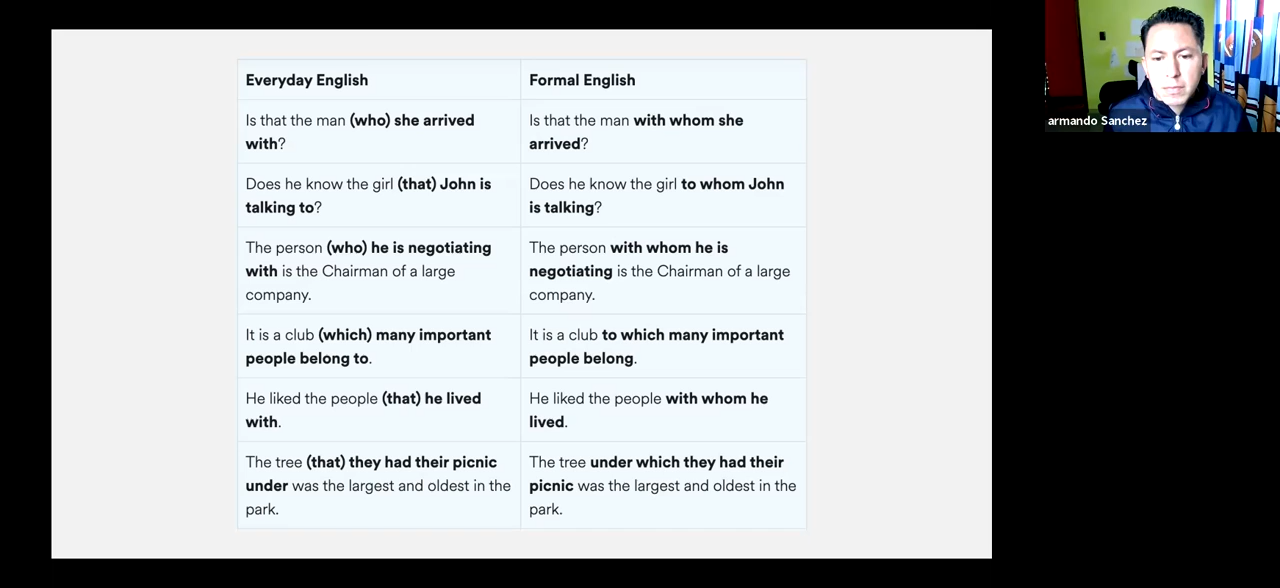 Everyday English
Formal English
Is that the man (who) she arrived
with?
Is that the man with whom she
arrived?
Does he know the girl (that) John is
talking to?
Does he know the girl to whom John
is talking?
The person (who) he is negotiating
with is the Chairman of a large
company.
The person with whom he is
negotiating is the Chairman of a large
company.
It is a club (which) many important
people belong to.
It is a club to which many important
people belong.
He liked the people (that) he lived
with.
He liked the people with whom he
lived.
The tree (that) they had their picnic
under was the largest and oldest in the
park.
The tree under which they had their
picnic was the largest and oldest in the
park.
armando Sanchez